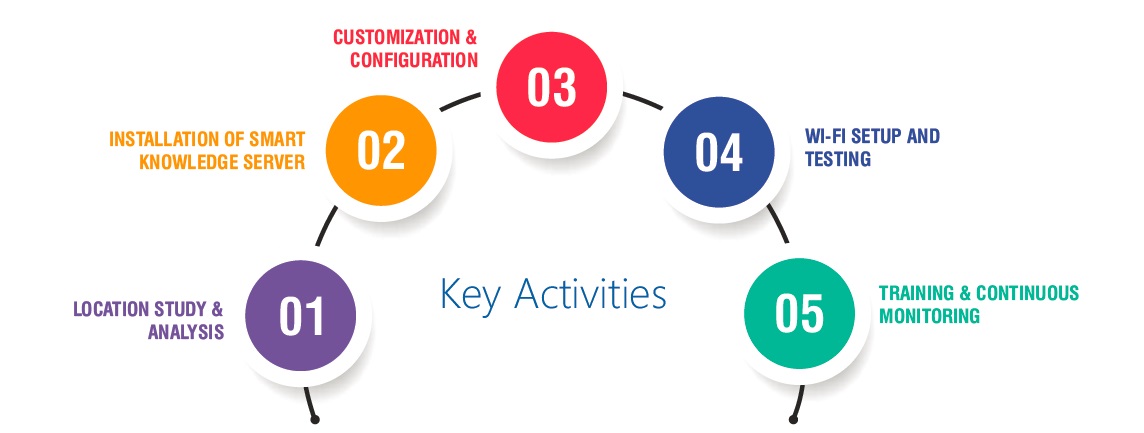 CUSTOMIZATION &
CONFIGURATION
03
INSTALLATION OF SMART
KNOWLEDGE SERVER
02
04
WI-FI SETUP AND
TESTING
LOCATION STUDY &
ANALYSIS
01
Key Activities
05
TRAINING & CONTINUOUS
MONITORING